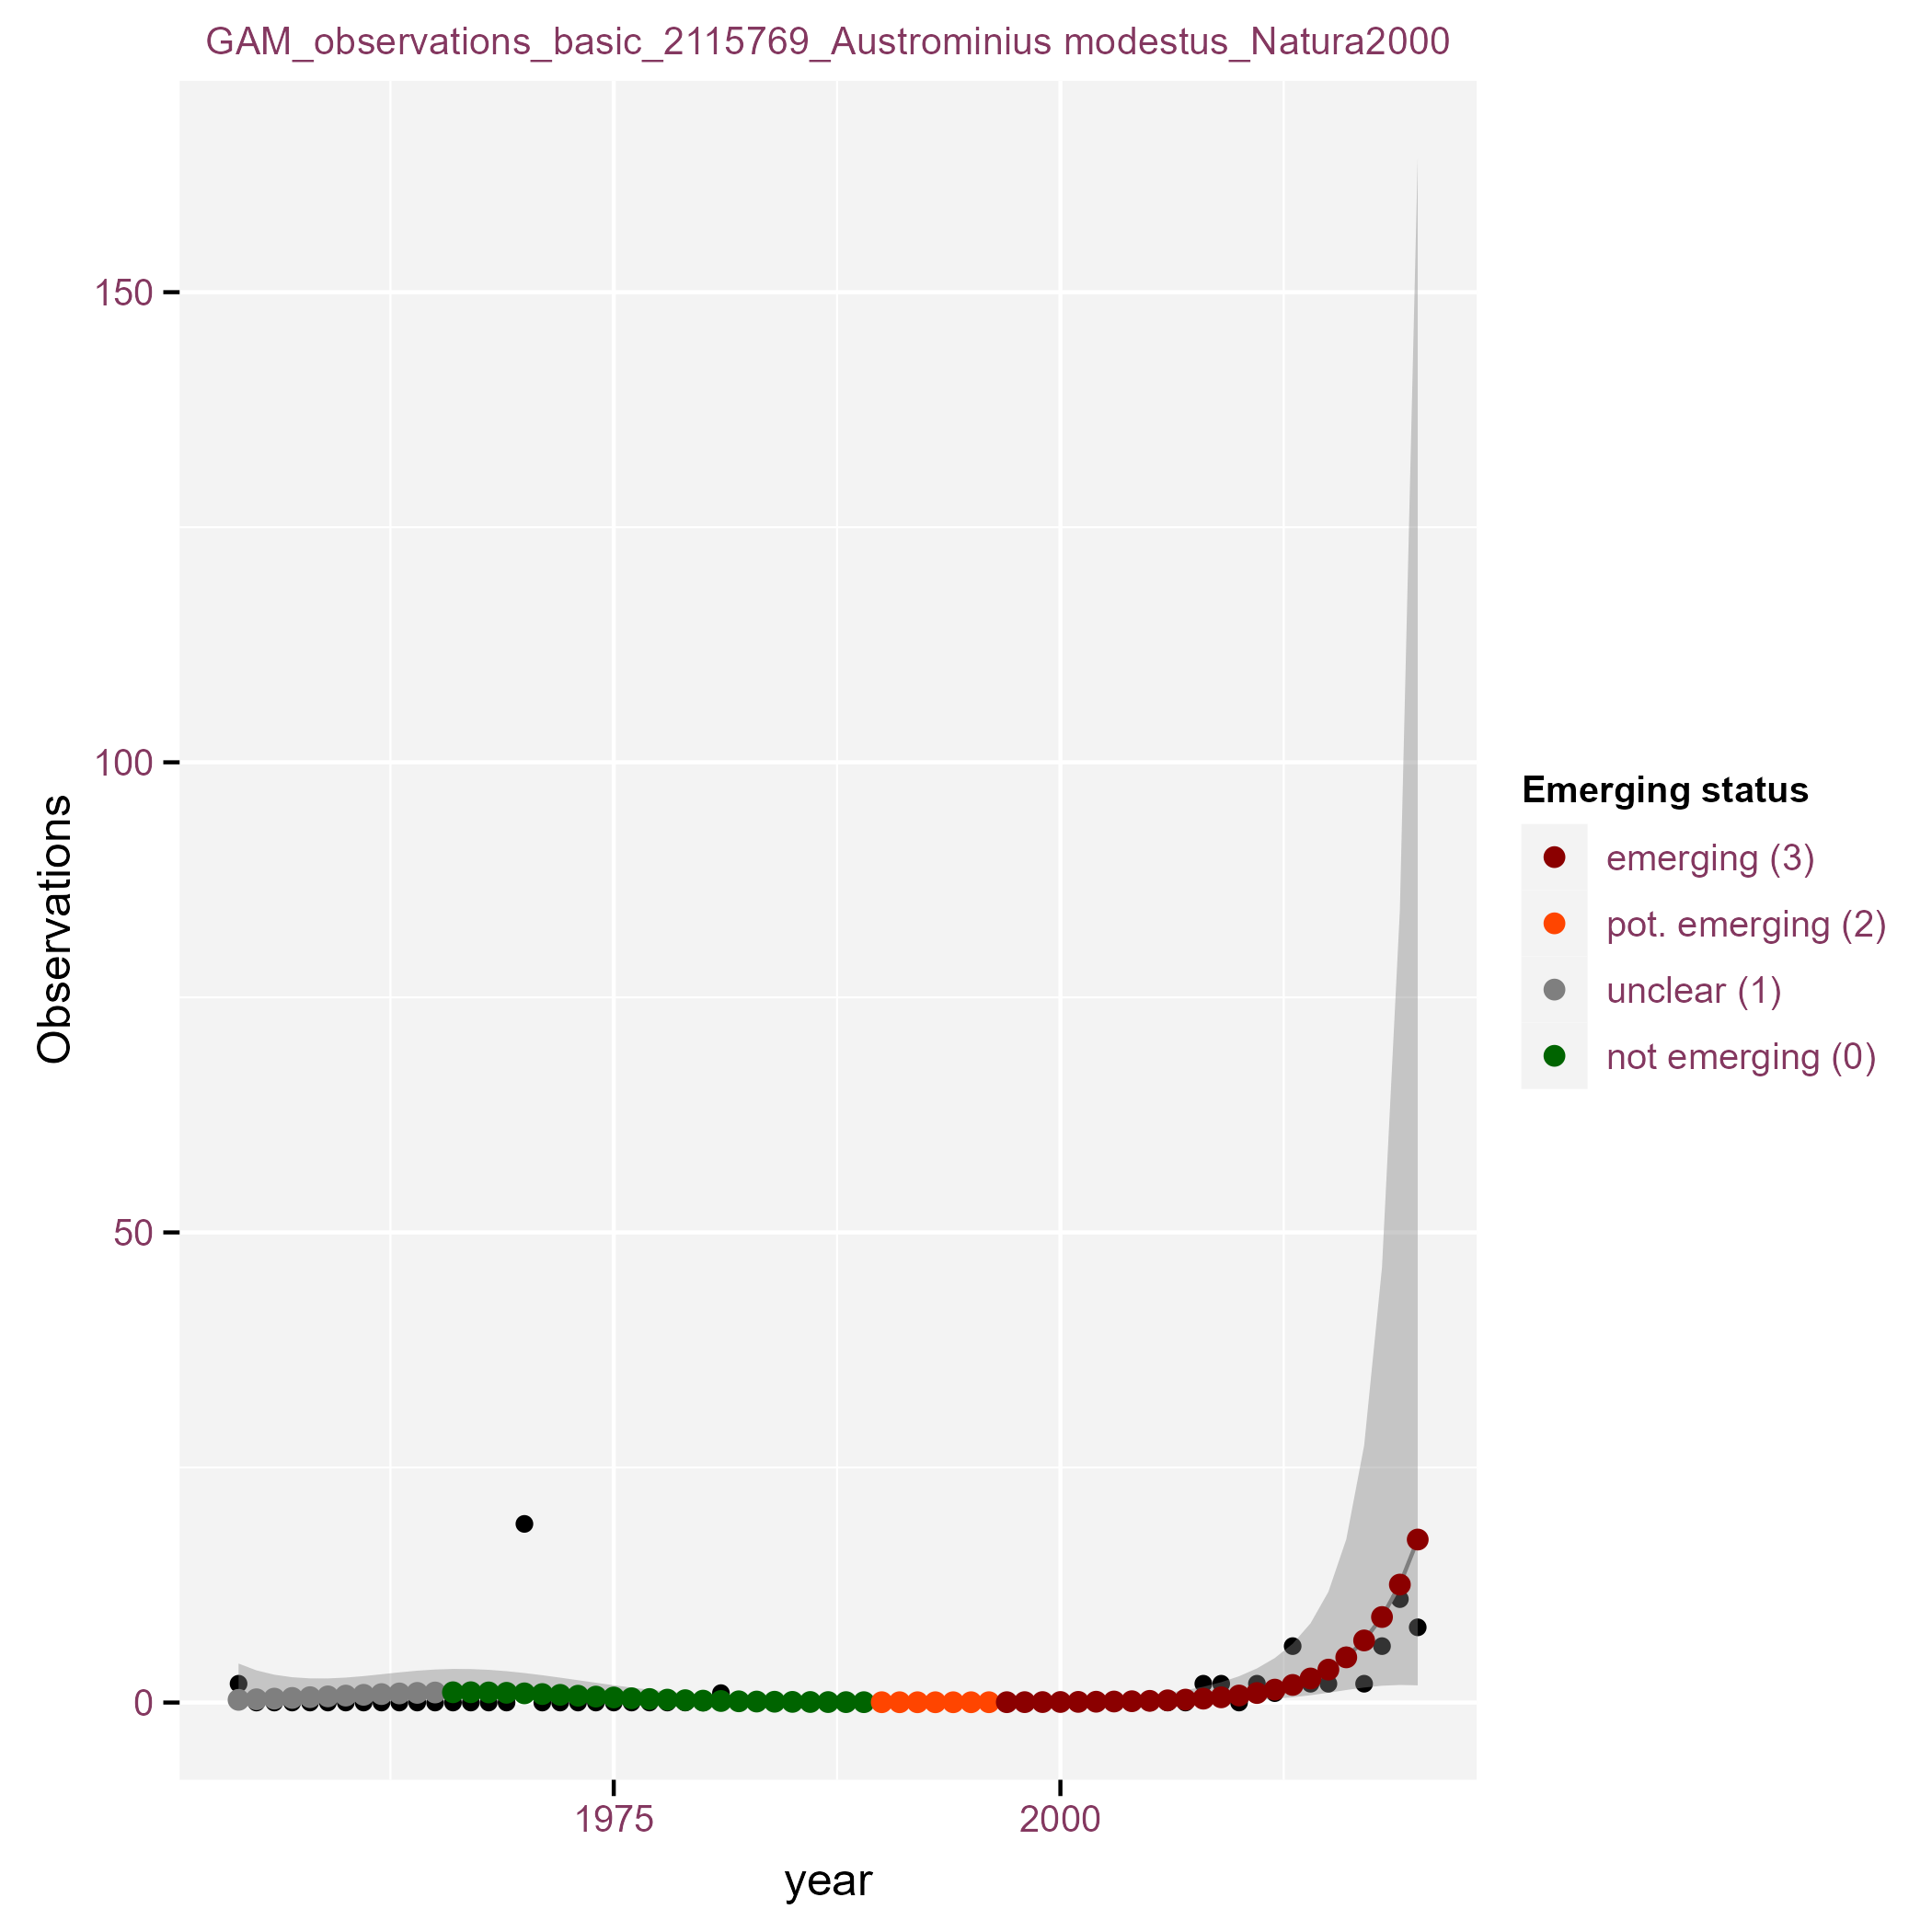 GAM_observations_basic_2115769_Austrominius modestus_Natura2000
150
100
50
0
Observations
1975
2000
year
Emerging status
emerging (3)
pot. emerging (2)
unclear (1)
not emerging (0)